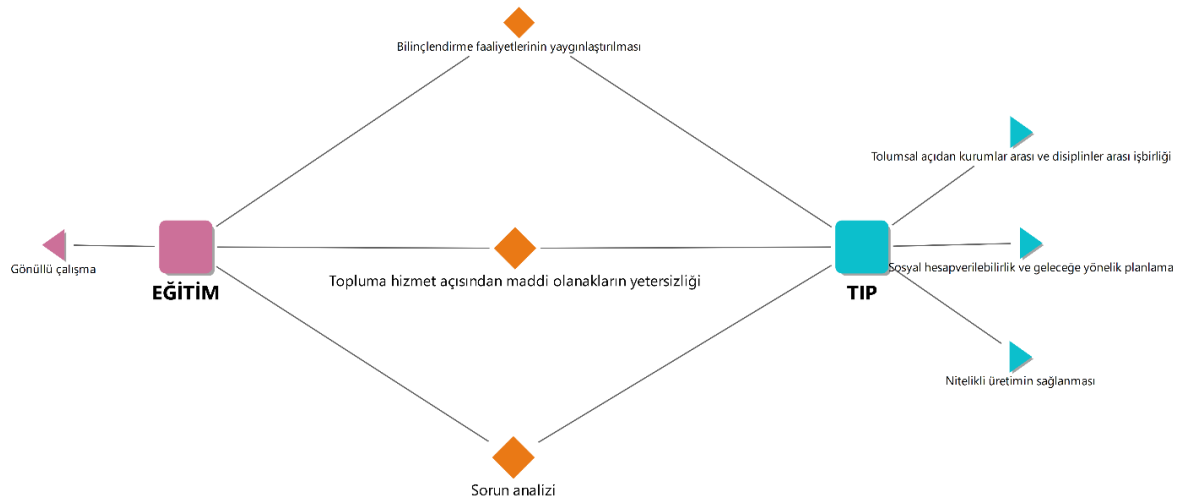 Bilinçlendirme faaliyetlerinin yaygınlaştırılması
Tolumsal açıdan kurumlar arası ve disiplinler arası işbirliği
Gönüllü çalışma
EĞİTİM
Topluma hizmet açısından maddi olanakların yetersizliği
TIP
Sosyal hesapverilebilirlik ve geleceğe yönelik planlama
Nitelikli üretimin sağlanması
Sorun analizi